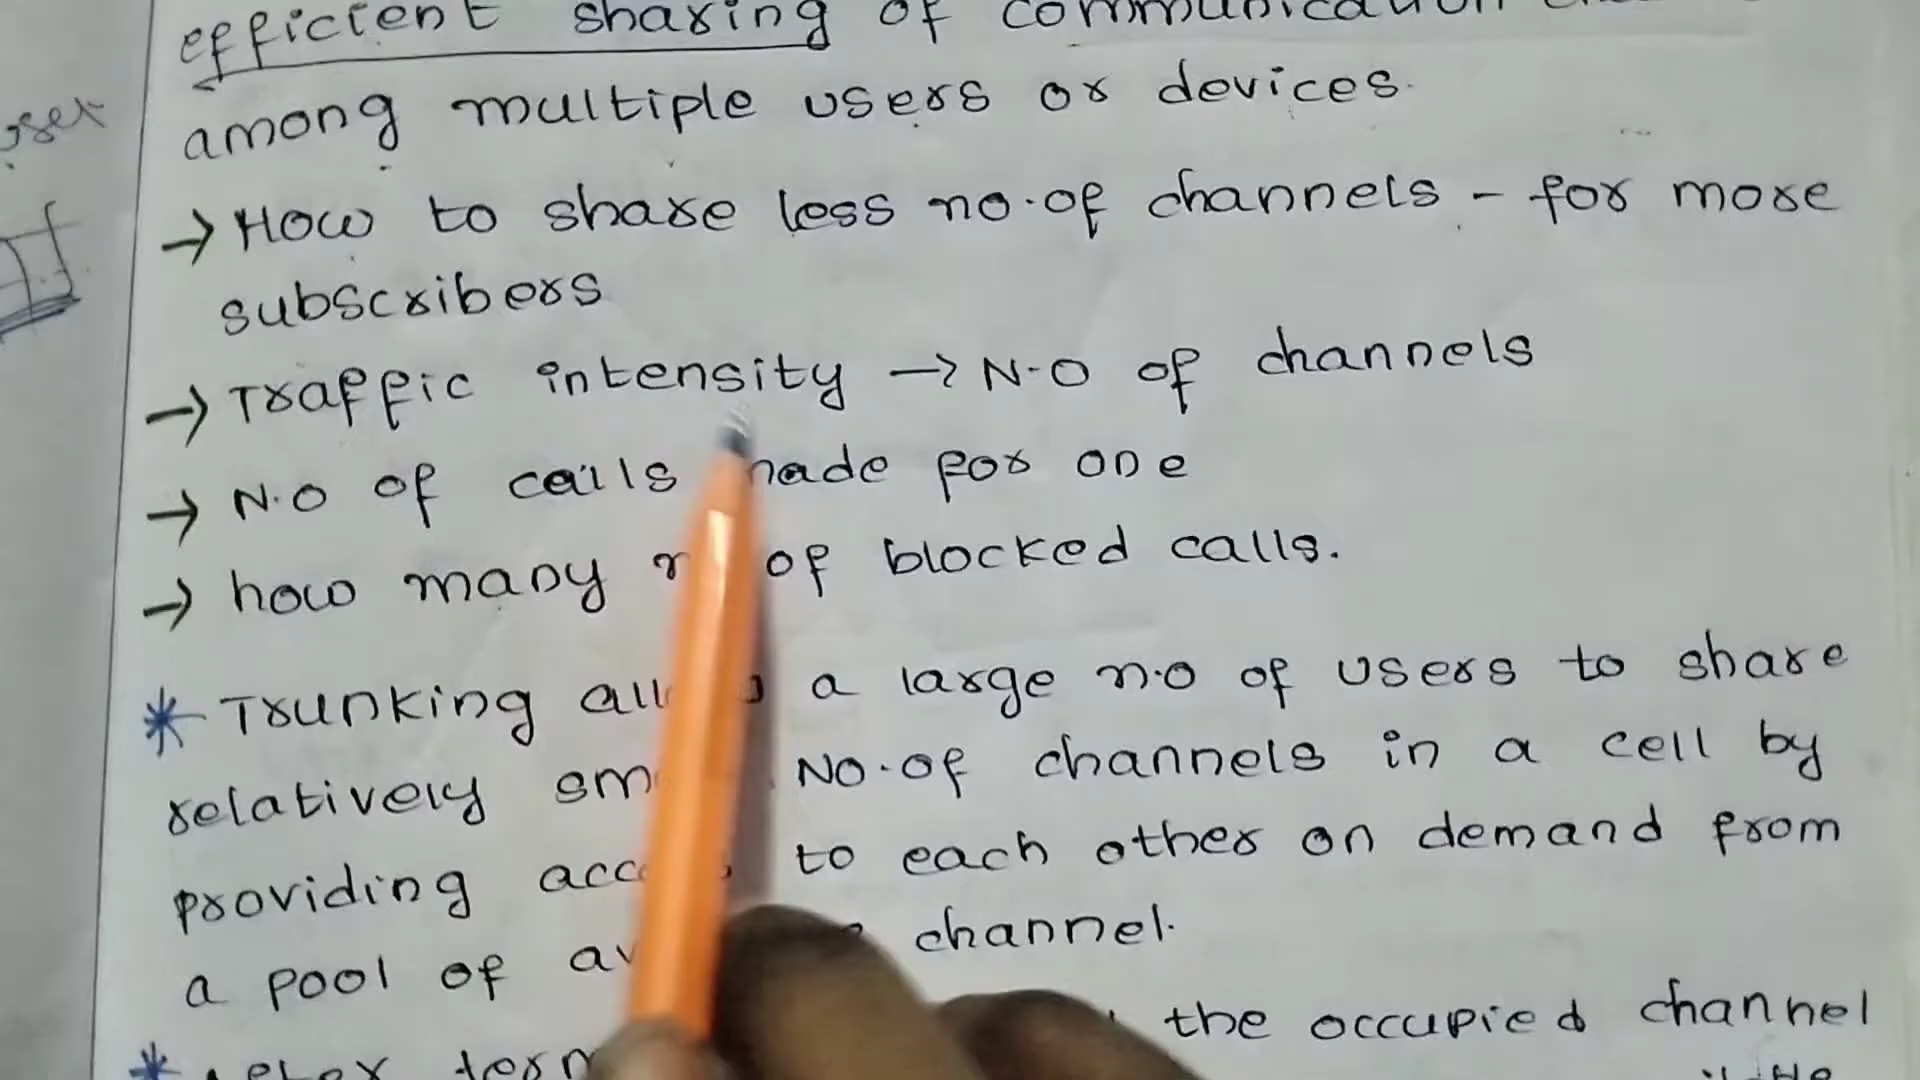 efficient sharing of communication
among multiple users or devices.
→ How to share less no.of channels - for more
subscribers
→ Traffic intensity → N.O of channels
→ N.O of calls made for one
→ how many of blocked calls.
* Trunking a large n.o of users to share
relatively No.of channels in a cell by
providing to each other on demand from
a pool of channel.
* the occupied channel